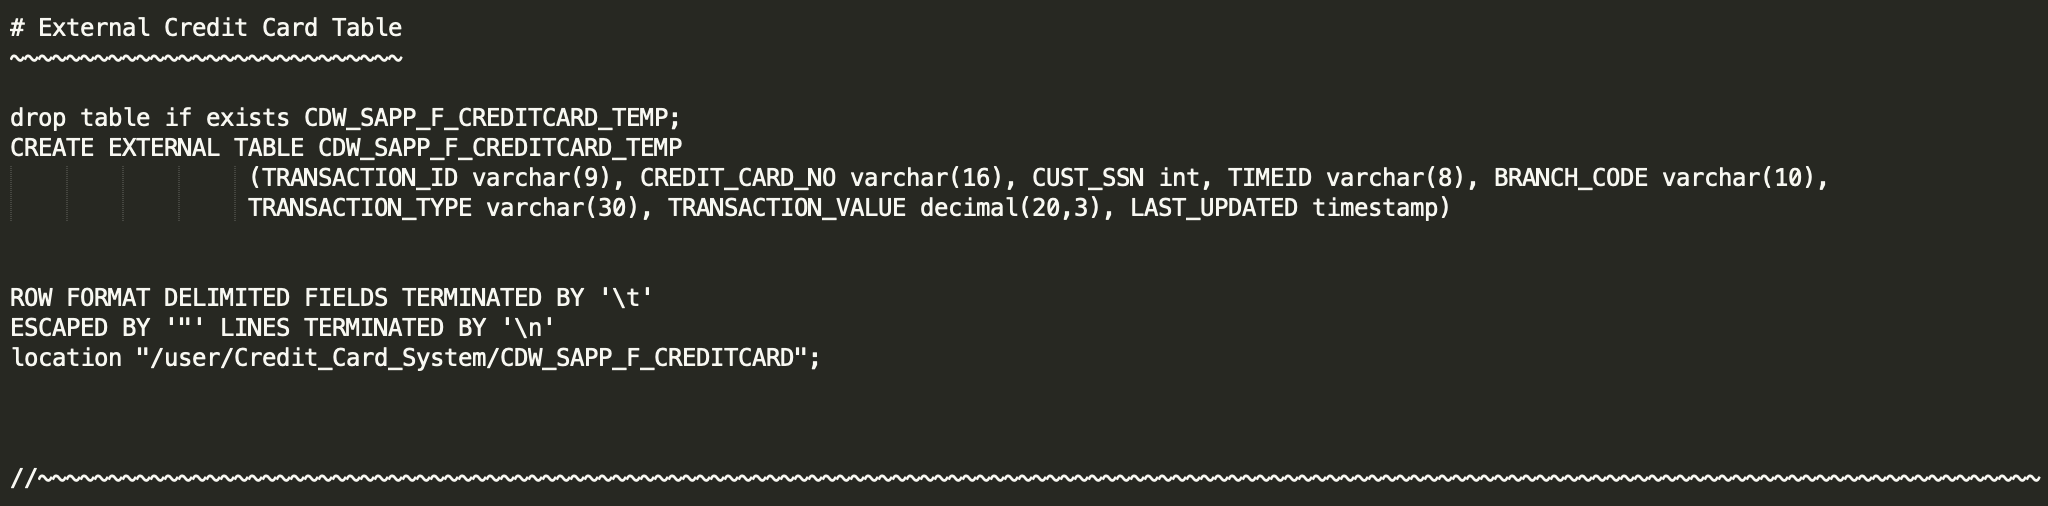 # External Credit Card Table
~~~~~~~~~~~~~~~~~~~~~~~~~~~~
drop table if exists CDW_SAPP_F_CREDITCARD_TEMP;
CREATE EXTERNAL TABLE CDW_SAPP_F_CREDITCARD_TEMP
(TRANSACTION_ID varchar(9), CREDIT_CARD_NO varchar(16), CUST_SSN int, TIMEID varchar(8), BRANCH_CODE varchar(10),
TRANSACTION_TYPE varchar(30), TRANSACTION_VALUE decimal(20,3), LAST_UPDATED timestamp)
ROW FORMAT DELIMITED FIELDS TERMINATED BY '\t'
ESCAPED BY '"' LINES TERMINATED BY '\n'
location "/user/Credit_Card_System/CDW_SAPP_F_CREDITCARD";
//~~~~~~~~~~~~~~~~~~~~~~~~~~~~~~~~~~~~~~~~~~~~~~~~~~~~~~~~~~~~~~~~~~~~~~~~~~~~~~~~~~~~~~~~~~~~~~~~~~~~~~~~~~~~~~~~~~~~~~~~~~~~~~~~~~~~~~~~~~~~~~~